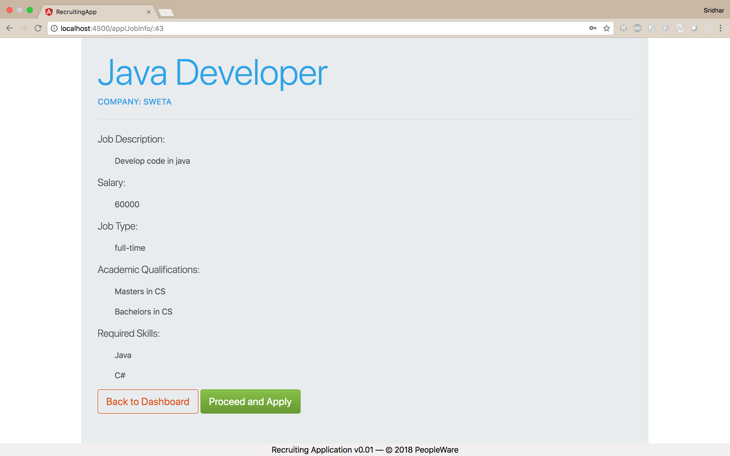 RecruitingApp
Sridhar
localhost:4500/applJobInfo/:43
Java Developer
COMPANY: SWETA
Job Description:
Develop code in java
Salary:
60000
Job Type:
full-time
Academic Qualifications:
Masters in CS
Bachelors in CS
Required Skills:
Java
C#
Back to Dashboard
Proceed and Apply
Recruiting Application v0.01 — © 2018 PeopleWare